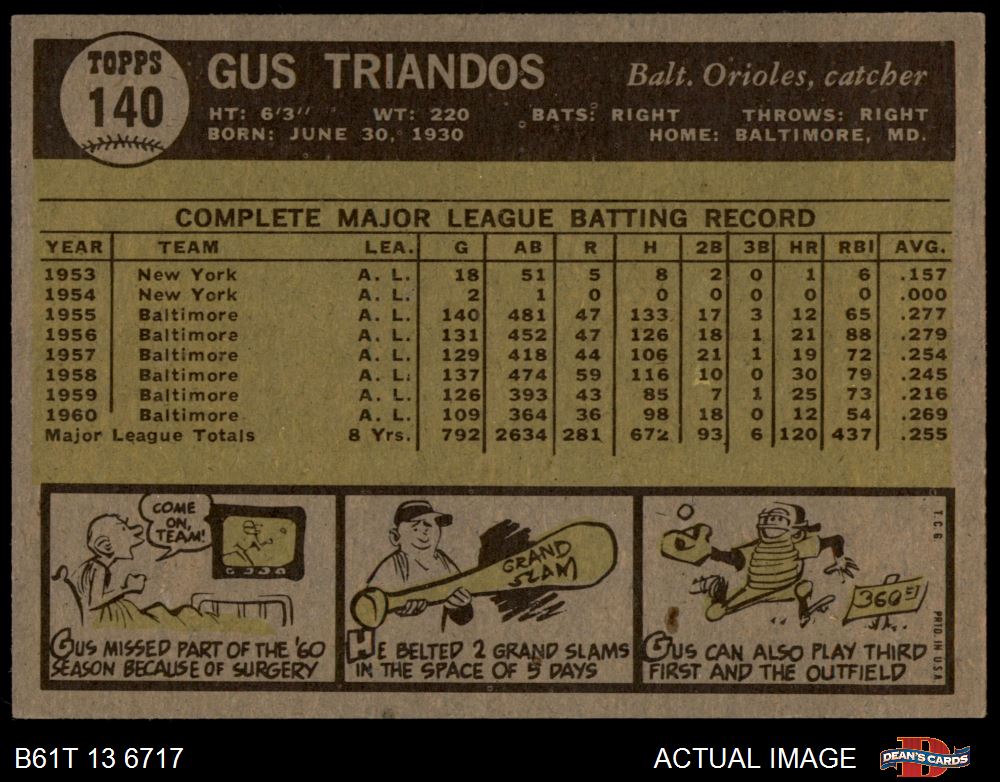 TOPPS
140
GUS TRIANDOS
Balt. Orioles, catcher
HT: 6'3" WT: 220 BATS: RIGHT THROWS: RIGHT
BORN: JUNE 30, 1930 HOME: BALTIMORE, MD.
COMPLETE MAJOR LEAGUE BATTING RECORD
YEAR TEAM LEA. G AB R H 2B 3B HR RBI AVG.
1953 New York A. L. 18 51 5 8 2 0 1 6 .157
1954 New York A. L. 2 1 0 0 0 0 0 0 .000
1955 Baltimore A. L. 140 481 47 133 17 3 12 65 .277
1956 Baltimore A. L. 131 452 47 126 18 1 21 88 .279
1957 Baltimore A. L. 129 418 44 106 21 1 19 72 .254
1958 Baltimore A. L. 137 474 59 116 10 0 30 79 .245
1959 Baltimore A. L. 126 393 43 85 7 1 25 73 .216
1960 Baltimore A. L. 109 364 36 98 18 0 12 54 .269
Major League Totals 8 Yrs. 792 2634 281 672 93 6 120 437 .255
COME
ON,
TEAM!
GUS MISSED PART OF THE '60
SEASON BECAUSE OF SURGERY
GRAND
SLAM
HE BELTED 2 GRAND SLAMS
IN THE SPACE OF 5 DAYS
360 FT
GUS CAN ALSO PLAY THIRD
FIRST AND THE OUTFIELD
T.C.G.
PRTD. IN U.S.A.
B61T 13 6717
ACTUAL IMAGE
DEAN'S CARDS